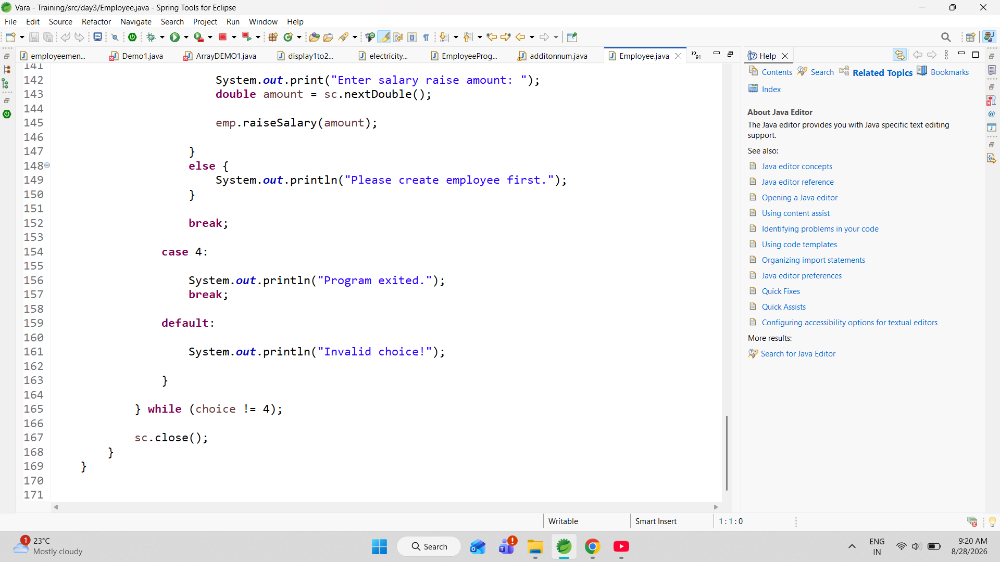 Vara - Training/src/day3/Employee.java - Spring Tools for Eclipse
File Edit Source Refactor Navigate Search Project Run Window Help
employeemen... Demo1.java ArrayDEMO1.java display1to2... electricity... EmployeeProg... additonnum.java Employee.java »91
141
142 System.out.print("Enter salary raise amount: ");
143 double amount = sc.nextDouble();
144
145 emp.raiseSalary(amount);
146
147 }
148 else {
149 System.out.println("Please create employee first.");
150 }
151
152 break;
153
154 case 4:
155
156 System.out.println("Program exited.");
157 break;
158
159 default:
160
161 System.out.println("Invalid choice!");
162
163 }
164
165 } while (choice != 4);
166
167 sc.close();
168 }
169 }
170
171
Help
Contents Search Related Topics Bookmarks
Index
About Java Editor
The Java editor provides you with Java specific text editing
support.
See also:
Java editor concepts
Java editor reference
Opening a Java editor
Using content assist
Identifying problems in your code
Using code templates
Organizing import statements
Java editor preferences
Quick Fixes
Quick Assists
Configuring accessibility options for textual editors
More results:
Search for Java Editor
Writable Smart Insert 1 : 1 : 0
1
23°C
Mostly cloudy
Search
ENG
IN
9:20 AM
8/28/2026